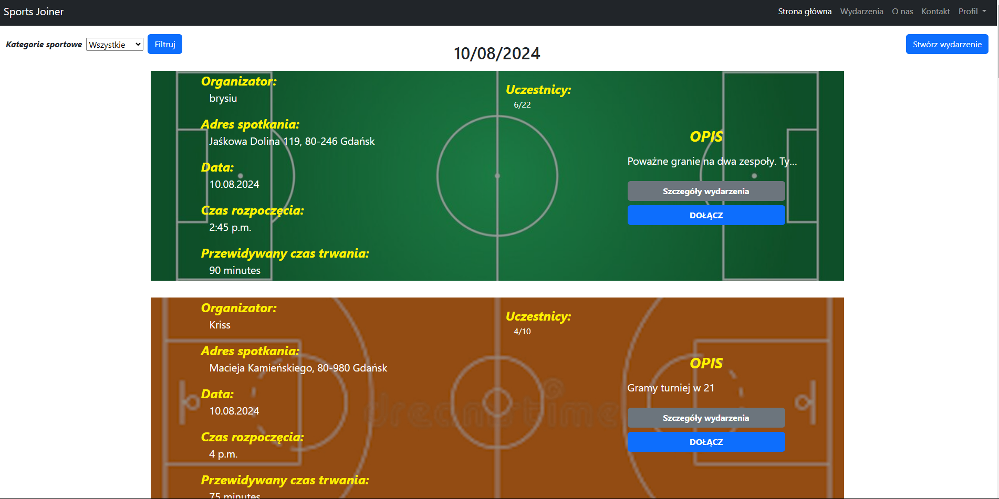 Sports Joiner
Strona główna Wydarzenia O nas Kontakt Profil
Kategorie sportowe Wszystkie Filtruj
Stwórz wydarzenie
10/08/2024
Organizator:
brysiu
Adres spotkania:
Jaśkowa Dolina 119, 80-246 Gdańsk
Data:
10.08.2024
Czas rozpoczęcia:
2:45 p.m.
Przewidywany czas trwania:
90 minutes
Uczestnicy:
6/22
OPIS
Poważne granie na dwa zespoły. Ty...
Szczegóły wydarzenia
DOŁĄCZ
Organizator:
Kriss
Adres spotkania:
Macieja Kamieńskiego, 80-980 Gdańsk
Data:
10.08.2024
Czas rozpoczęcia:
4 p.m.
Przewidywany czas trwania:
75 minutes
Uczestnicy:
4/10
OPIS
Gramy turniej w 21
Szczegóły wydarzenia
DOŁĄCZ
dreamstime